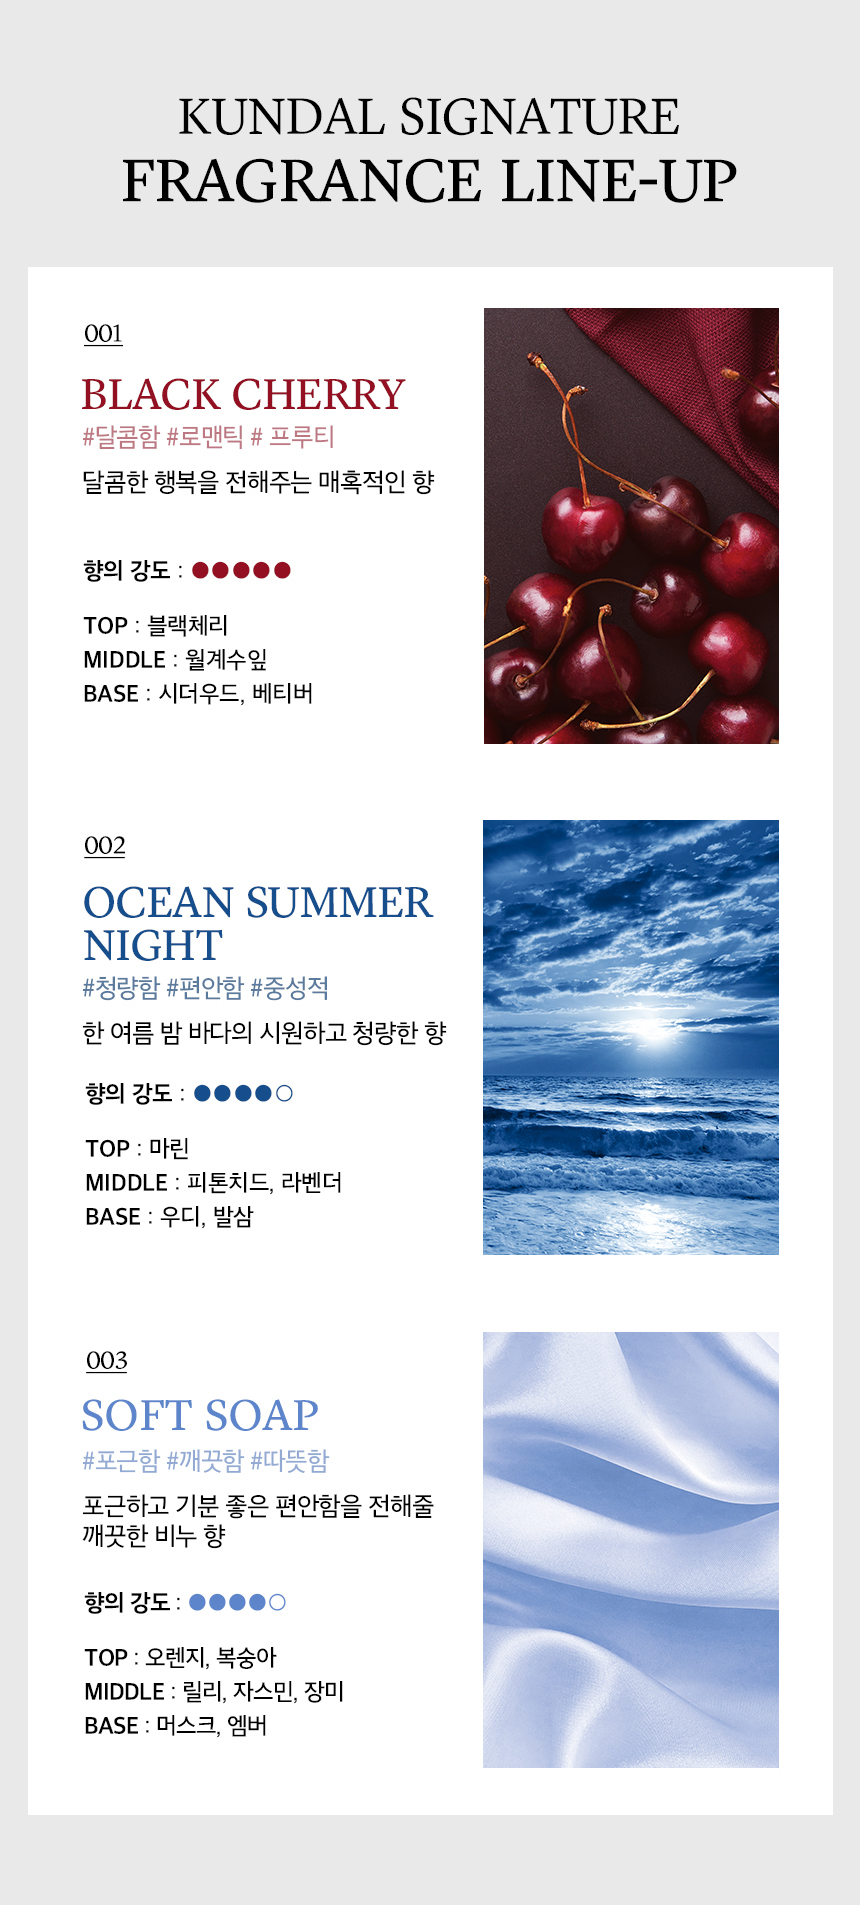 KUNDAL SIGNATURE
FRAGRANCE LINE-UP
001
BLACK CHERRY
#달콤함 #로맨틱 # 프루티
달콤한 행복을 전해주는 매혹적인 향
향의 강도 : ●●●●●
TOP : 블랙체리
MIDDLE : 월계수잎
BASE : 시더우드, 베티버
002
OCEAN SUMMER
NIGHT
#청량함 #편안함 #중성적
한 여름 밤 바다의 시원하고 청량한 향
향의 강도 : ●●●●○
TOP : 마린
MIDDLE : 피톤치드, 라벤더
BASE : 우디, 발삼
003
SOFT SOAP
#포근함 #깨끗함 #따뜻함
포근하고 기분 좋은 편안함을 전해줄
깨끗한 비누 향
향의 강도 : ●●●●○
TOP : 오렌지, 복숭아
MIDDLE : 릴리, 자스민, 장미
BASE : 머스크, 엠버